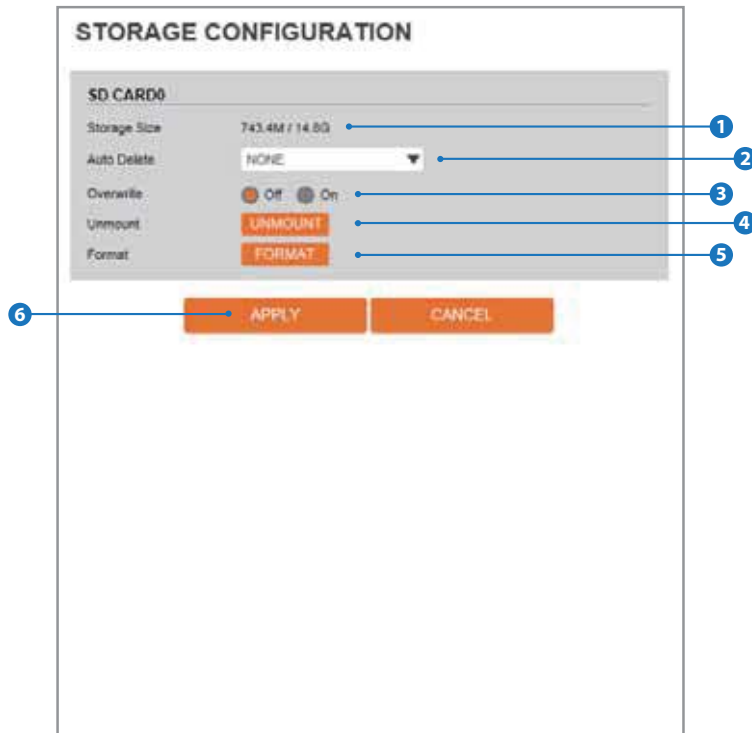 STORAGE CONFIGURATION
SD CARD0
Storage Size 743.4M / 14.8G 1
Auto Delete NONE 2
Overwrite Off On 3
Unmount UNMOUNT 4
Format FORMAT 5
6 APPLY CANCEL